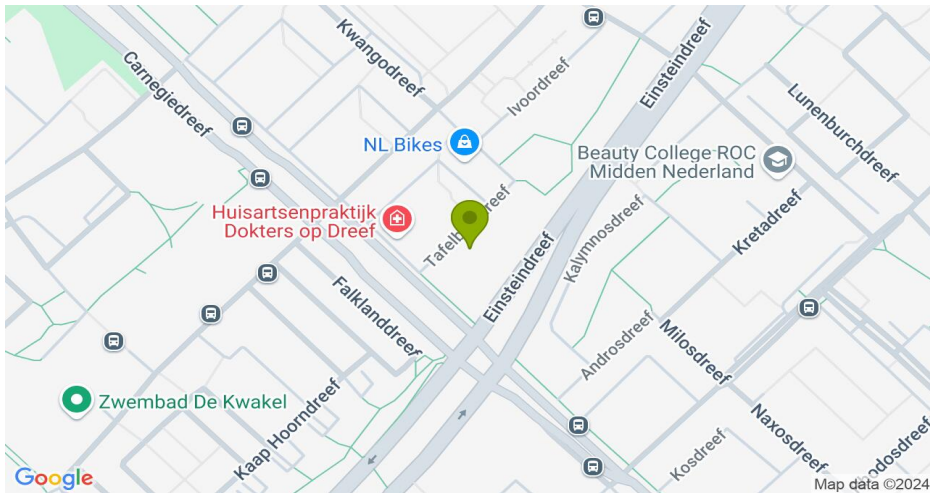 Kwangodreef
Ivoordreef
Einsteindreef
Carnegiedreef
Lunenburchdreef
NL Bikes
Beauty College ROC
Midden Nederland
Huisartsenpraktijk
Dokters op Dreef
Kretadreef
Kalymnosdreef
Einsteindreef
Falklanddreef
Androsdreef
Milosdreef
Zwembad De Kwakel
Kaap Hoorndreef
Naxosdreef
Kosdreef
Google
Map data ©2024